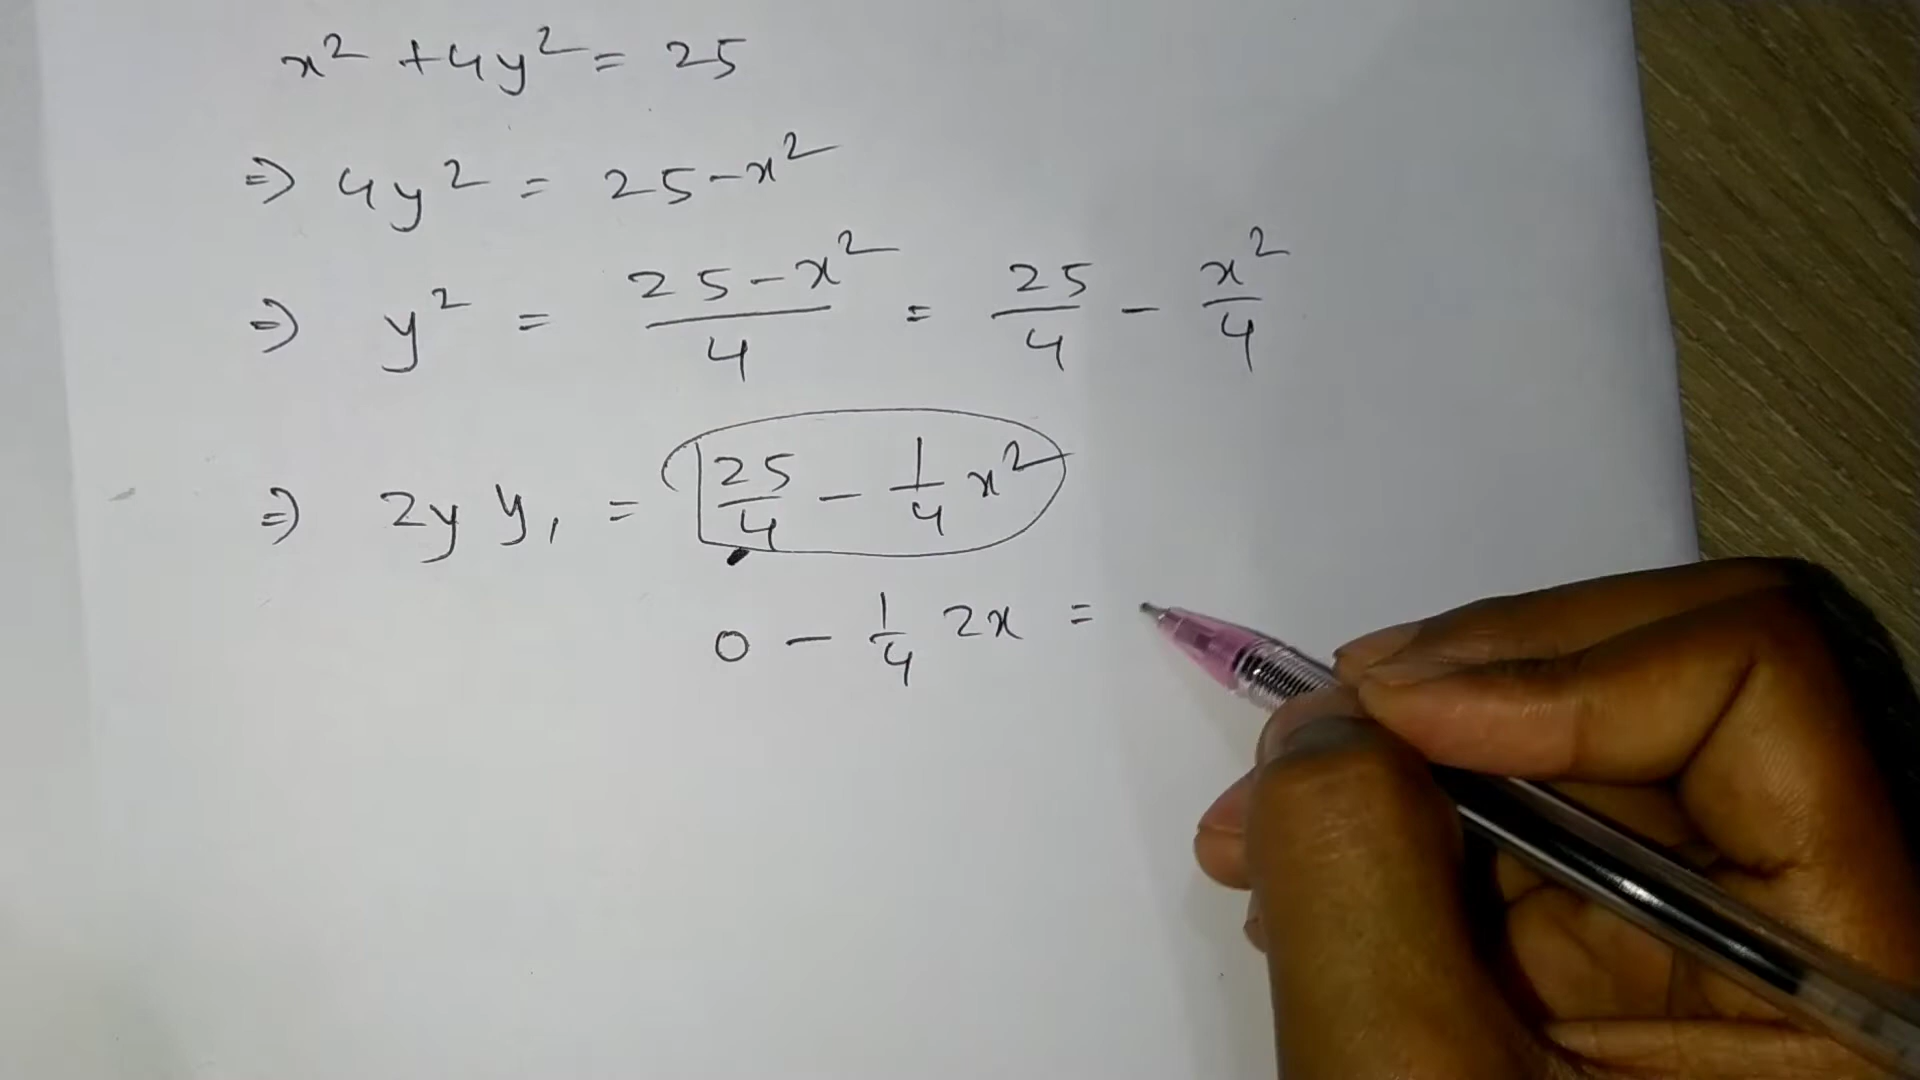 x² + 4y² = 25
⇒ 4y² = 25 - x²
⇒ y² = (25 - x²)/4 = 25/4 - x²/4
⇒ 2y y₁ = 25/4 - 1/4 x²
0 - 1/4 2x =